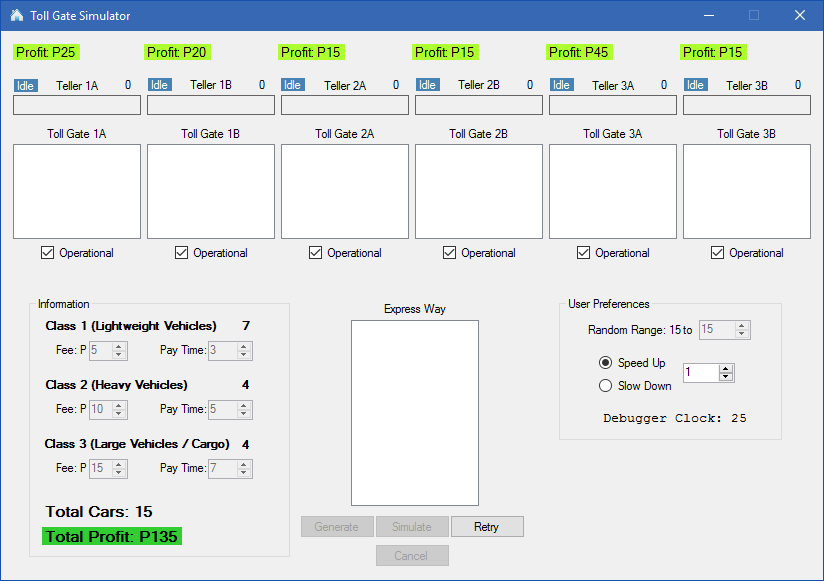 Toll Gate Simulator
Profit: P25 Profit: P20 Profit: P15 Profit: P15 Profit: P45 Profit: P15
Idle Teller 1A 0 Idle Teller 1B 0 Idle Teller 2A 0 Idle Teller 2B 0 Idle Teller 3A 0 Idle Teller 3B 0
Toll Gate 1A Toll Gate 1B Toll Gate 2A Toll Gate 2B Toll Gate 3A Toll Gate 3B
Operational Operational Operational Operational Operational Operational
Information
Class 1 (Lightweight Vehicles) 7
Fee: P 5 Pay Time: 3
Class 2 (Heavy Vehicles) 4
Fee: P 10 Pay Time: 5
Class 3 (Large Vehicles / Cargo) 4
Fee: P 15 Pay Time: 7
Total Cars: 15
Total Profit: P135
Express Way
Generate Simulate Retry
Cancel
User Preferences
Random Range: 15 to 15
Speed Up 1
Slow Down
Debugger Clock: 25